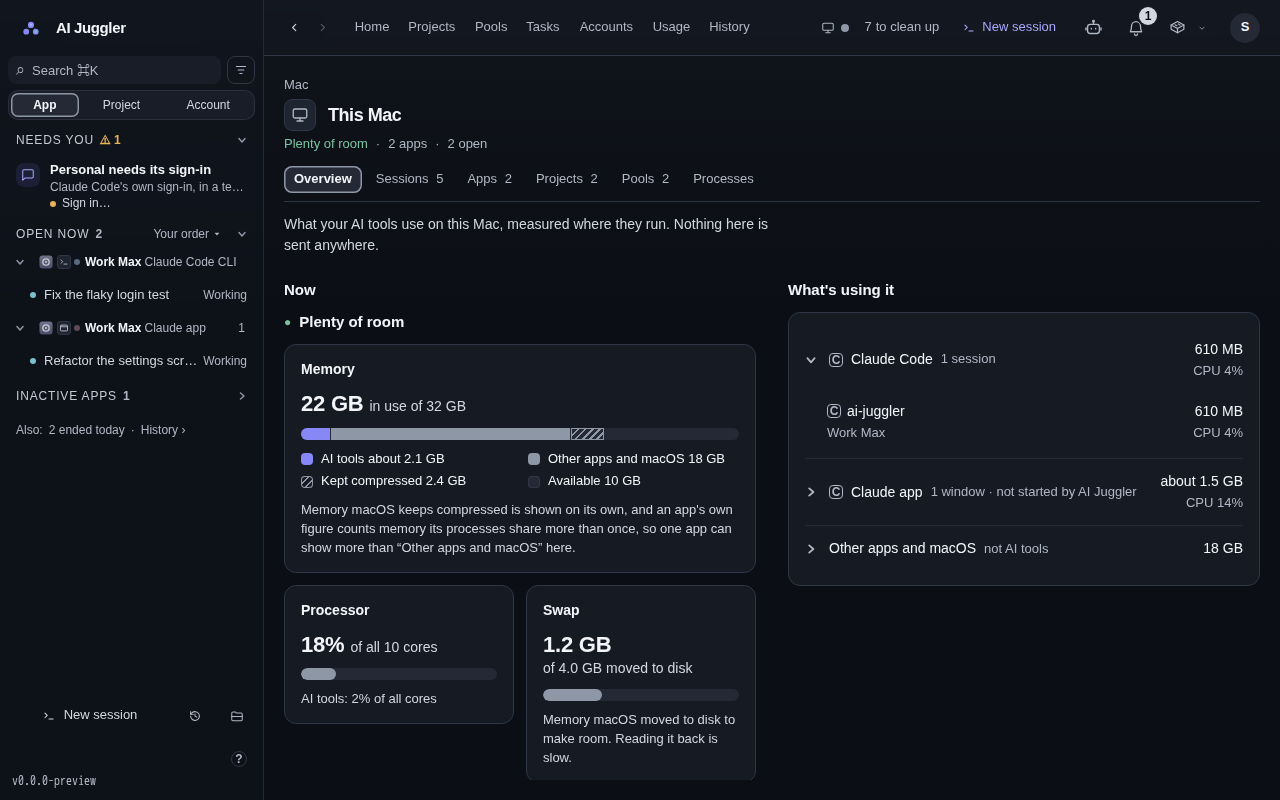 AI Juggler
Search ⌘K
App Project Account
NEEDS YOU 1
Personal needs its sign-in
Claude Code's own sign-in, in a te…
Sign in…
OPEN NOW 2 Your order
Work Max Claude Code CLI
Fix the flaky login test Working
Work Max Claude app 1
Refactor the settings scr… Working
INACTIVE APPS 1
Also: 2 ended today · History ›
New session
?
v0.0.0-preview
Home Projects Pools Tasks Accounts Usage History
7 to clean up
New session
1
S
Mac
This Mac
Plenty of room · 2 apps · 2 open
Overview Sessions 5 Apps 2 Projects 2 Pools 2 Processes
What your AI tools use on this Mac, measured where they run. Nothing here is
sent anywhere.
Now
Plenty of room
Memory
22 GB in use of 32 GB
AI tools about 2.1 GB Other apps and macOS 18 GB
Kept compressed 2.4 GB Available 10 GB
Memory macOS keeps compressed is shown on its own, and an app's own
figure counts memory its processes share more than once, so one app can
show more than “Other apps and macOS” here.
Processor
18% of all 10 cores
AI tools: 2% of all cores
Swap
1.2 GB
of 4.0 GB moved to disk
Memory macOS moved to disk to
make room. Reading it back is
slow.
What's using it
C Claude Code 1 session 610 MB
CPU 4%
C ai-juggler 610 MB
Work Max CPU 4%
C Claude app 1 window · not started by AI Juggler about 1.5 GB
CPU 14%
Other apps and macOS not AI tools 18 GB